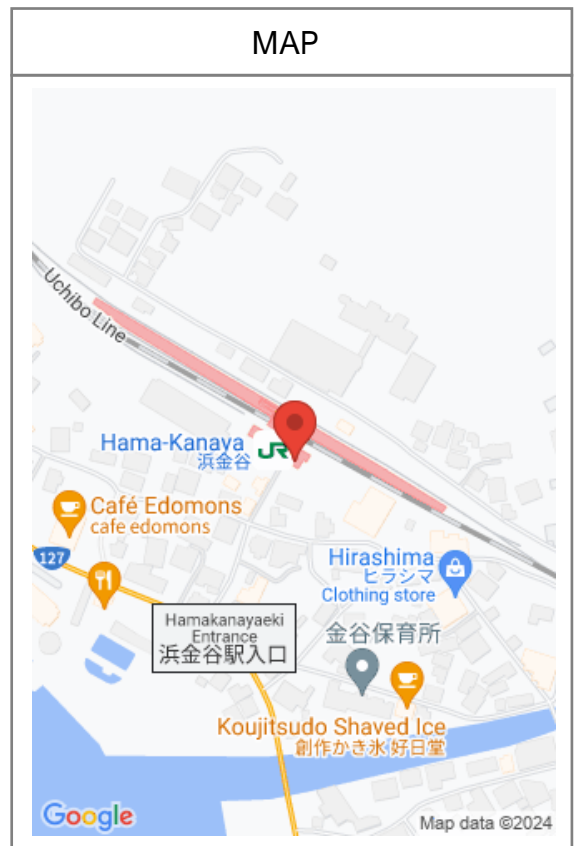 MAP
Uchibo Line
Hama-Kanaya
浜金谷
JR
Café Edomons
cafe edomons
127
Hirashima
ヒラシマ
Clothing store
Hamakanayaeki
Entrance
浜金谷駅入口
金谷保育所
Koujitsudo Shaved Ice
創作かき氷 好日堂
Google
Map data ©2024